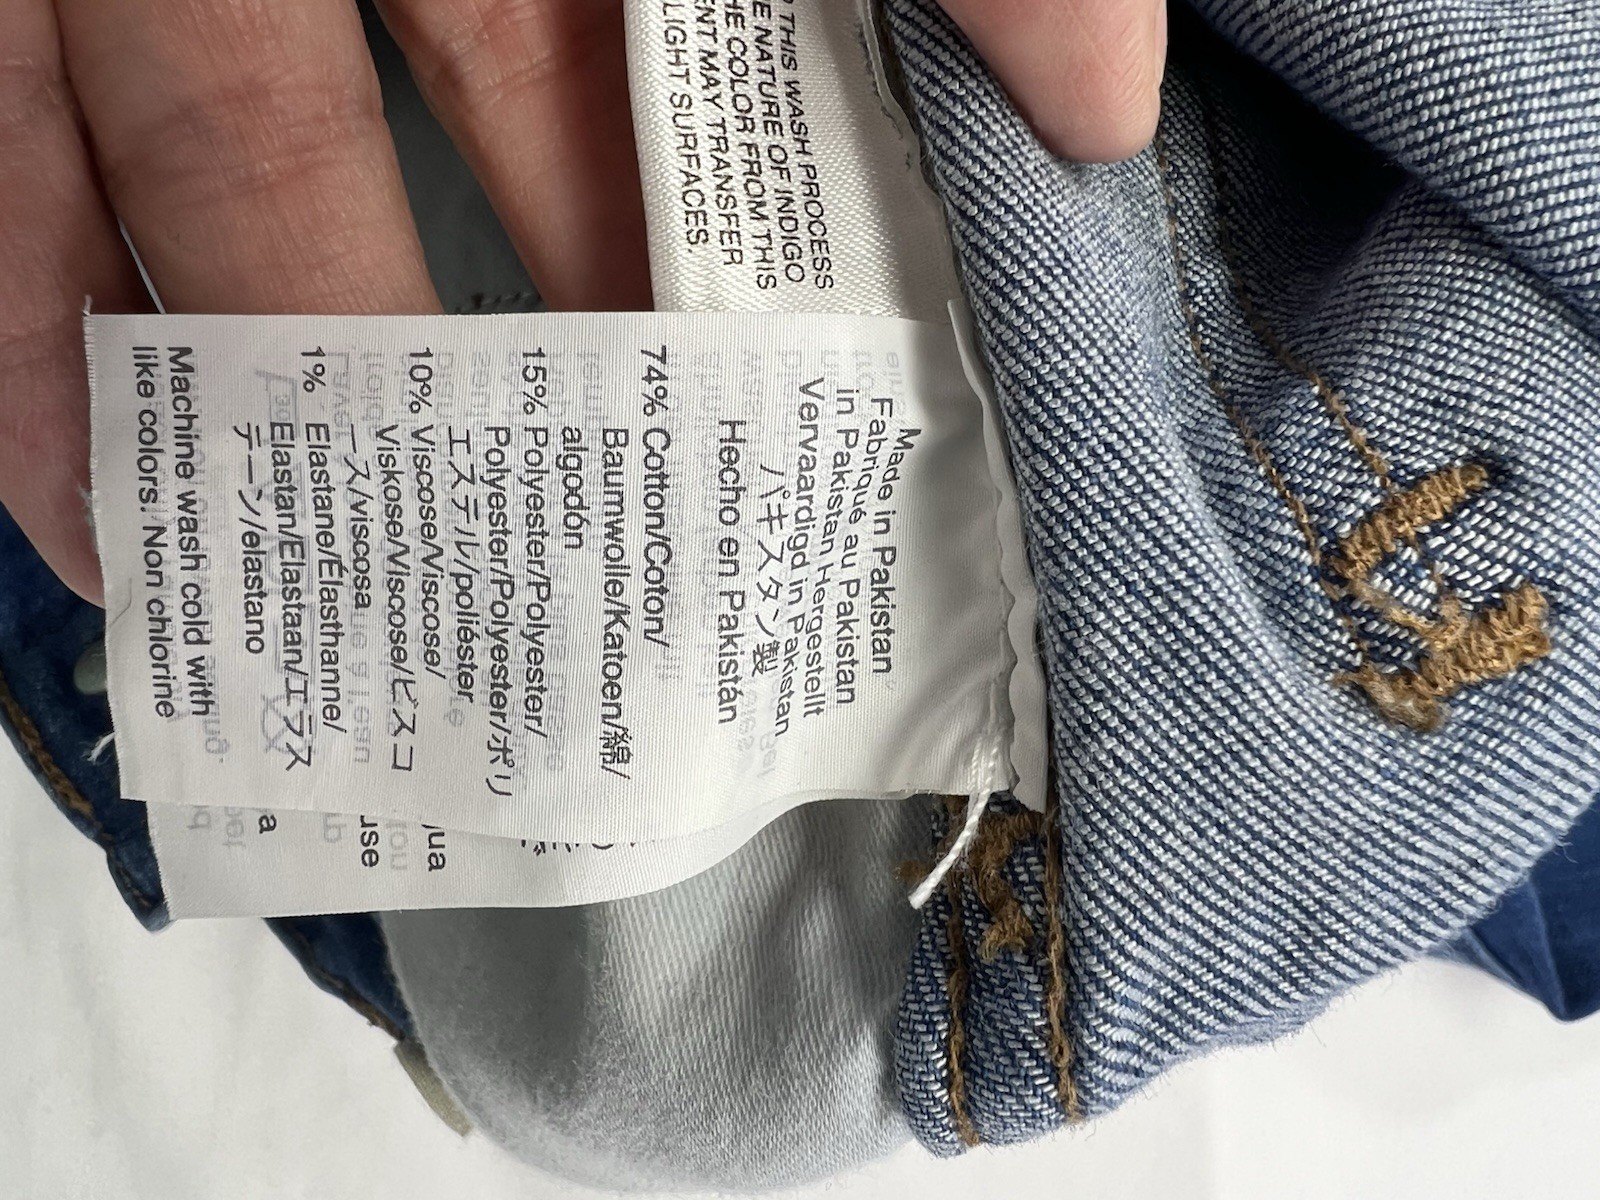 THIS WASH PROCESS
E NATURE OF INDIGO
HE COLOR FROM THIS
ENT MAY TRANSFER
LIGHT SURFACES.
Made in Pakistan
Fabriqué au Pakistan
in Pakistan Hergestellt
Vervaardigd in Pakistan
パキスタン製
Hecho en Pakistán
74% Cotton/Coton/
Baumwolle/Katoen/綿/
algodón
15% Polyester/Polyester/
Polyester/Polyester/ポリ
エステル/poliéster
10% Viscose/Viscose/
Viskose/Viscose/ビスコ
ース/viscosa
1% Elastane/Élasthanne/
Elastan/Elastaan/エラス
テーン/elastano
Machine wash cold with
like colors. Non chlorine
ua
use
a